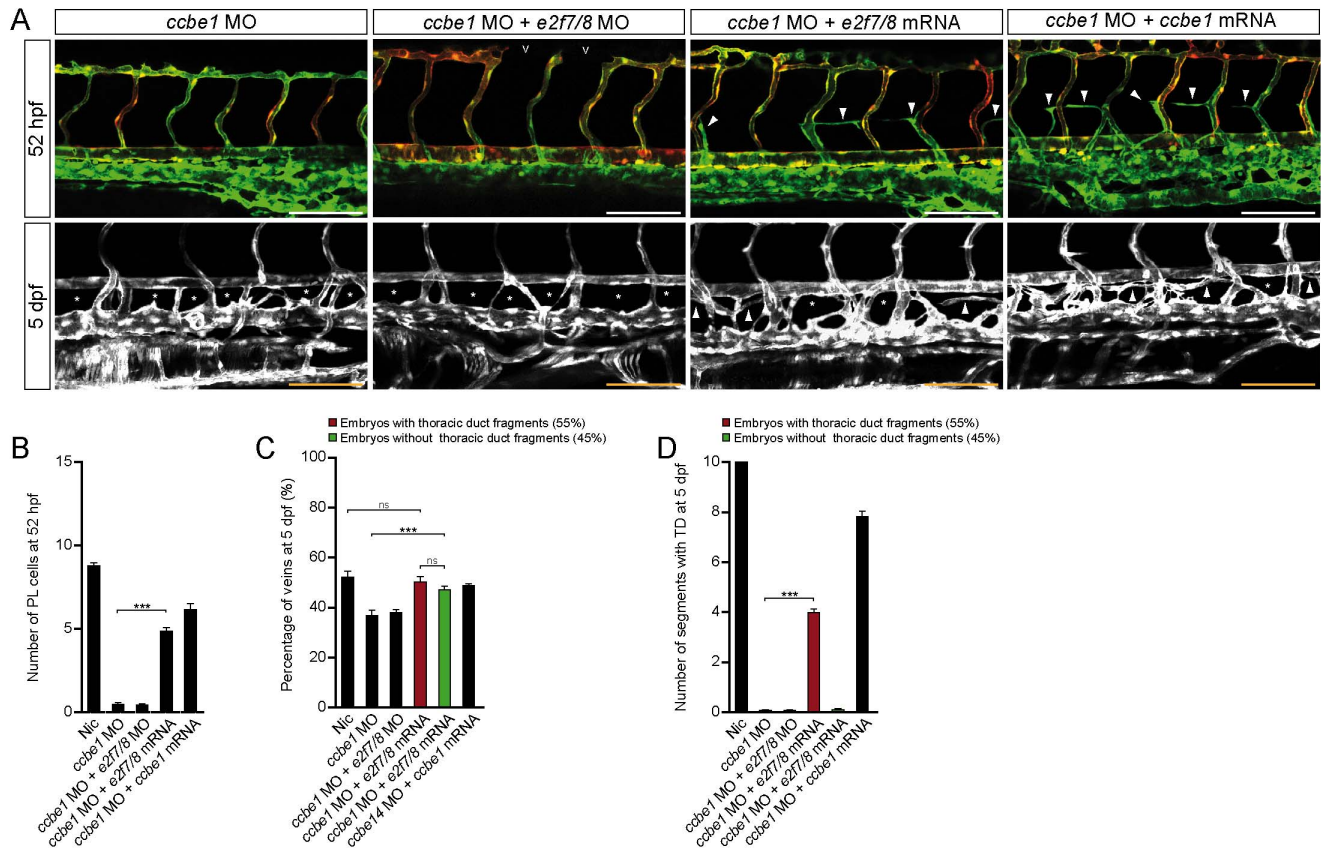 A
ccbe1 MO
ccbe1 MO + e2f7/8 MO
ccbe1 MO + e2f7/8 mRNA
ccbe1 MO + ccbe1 mRNA
52 hpf
v
v
5 dpf
* * * * * *
* * * * * *
* *
*
B
Number of PL cells at 52 hpf
15
10
5
0
***
Nic
ccbe1 MO
ccbe1 MO + e2f7/8 MO
ccbe1 MO + e2f7/8 mRNA
ccbe1 MO + ccbe1 mRNA
Embryos with thoracic duct fragments (55%)
Embryos without thoracic duct fragments (45%)
C
Percentage of veins at 5 dpf (%)
100
80
60
40
20
0
ns
***
ns
Nic
ccbe1 MO
ccbe1 MO + e2f7/8 MO
ccbe1 MO + e2f7/8 mRNA
ccbe1 MO + e2f7/8 mRNA
ccbe14 MO + ccbe1 mRNA
Embryos with thoracic duct fragments (55%)
Embryos without thoracic duct fragments (45%)
D
Number of segments with TD at 5 dpf
10
8
6
4
2
0
***
Nic
ccbe1 MO
ccbe1 MO + e2f7/8 MO
ccbe1 MO + e2f7/8 mRNA
ccbe1 MO + e2f7/8 mRNA
ccbe1 MO + ccbe1 mRNA